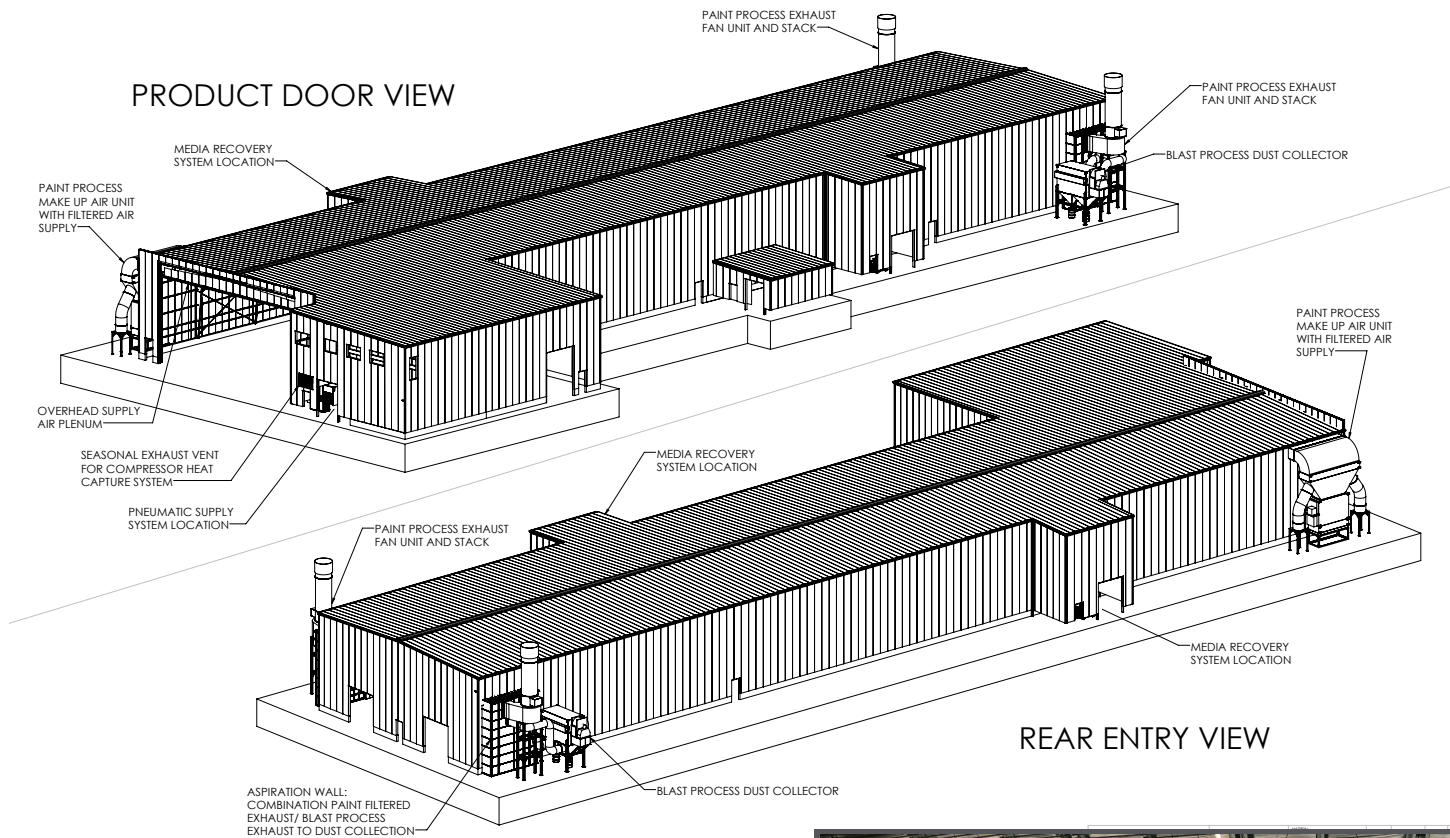 PAINT PROCESS EXHAUST
FAN UNIT AND STACK
PRODUCT DOOR VIEW
PAINT PROCESS EXHAUST
FAN UNIT AND STACK
MEDIA RECOVERY
SYSTEM LOCATION
BLAST PROCESS DUST COLLECTOR
PAINT PROCESS
MAKE UP AIR UNIT
WITH FILTERED AIR
SUPPLY
PAINT PROCESS
MAKE UP AIR UNIT
WITH FILTERED AIR
SUPPLY
OVERHEAD SUPPLY
AIR PLENUM
SEASONAL EXHAUST VENT
FOR COMPRESSOR HEAT
CAPTURE SYSTEM
MEDIA RECOVERY
SYSTEM LOCATION
PNEUMATIC SUPPLY
SYSTEM LOCATION
PAINT PROCESS EXHAUST
FAN UNIT AND STACK
MEDIA RECOVERY
SYSTEM LOCATION
REAR ENTRY VIEW
BLAST PROCESS DUST COLLECTOR
ASPIRATION WALL:
COMBINATION PAINT FILTERED
EXHAUST/ BLAST PROCESS
EXHAUST TO DUST COLLECTION